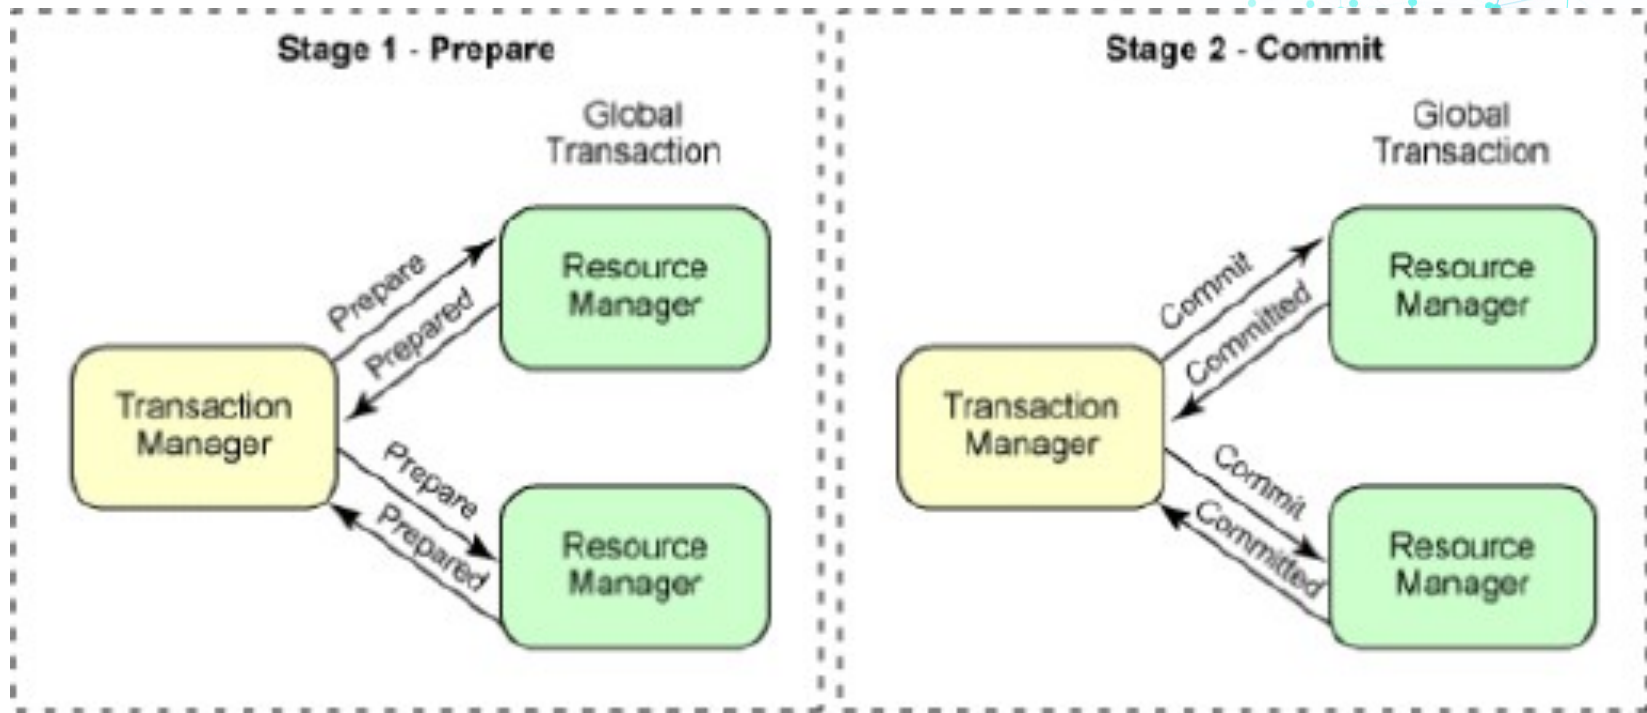 Stage 1 - Prepare
Global
Transaction
Resource
Manager
Prepare
Prepared
Transaction
Manager
Prepare
Prepared
Resource
Manager
Stage 2 - Commit
Global
Transaction
Resource
Manager
Commit
Committed
Transaction
Manager
Commit
Committed
Resource
Manager